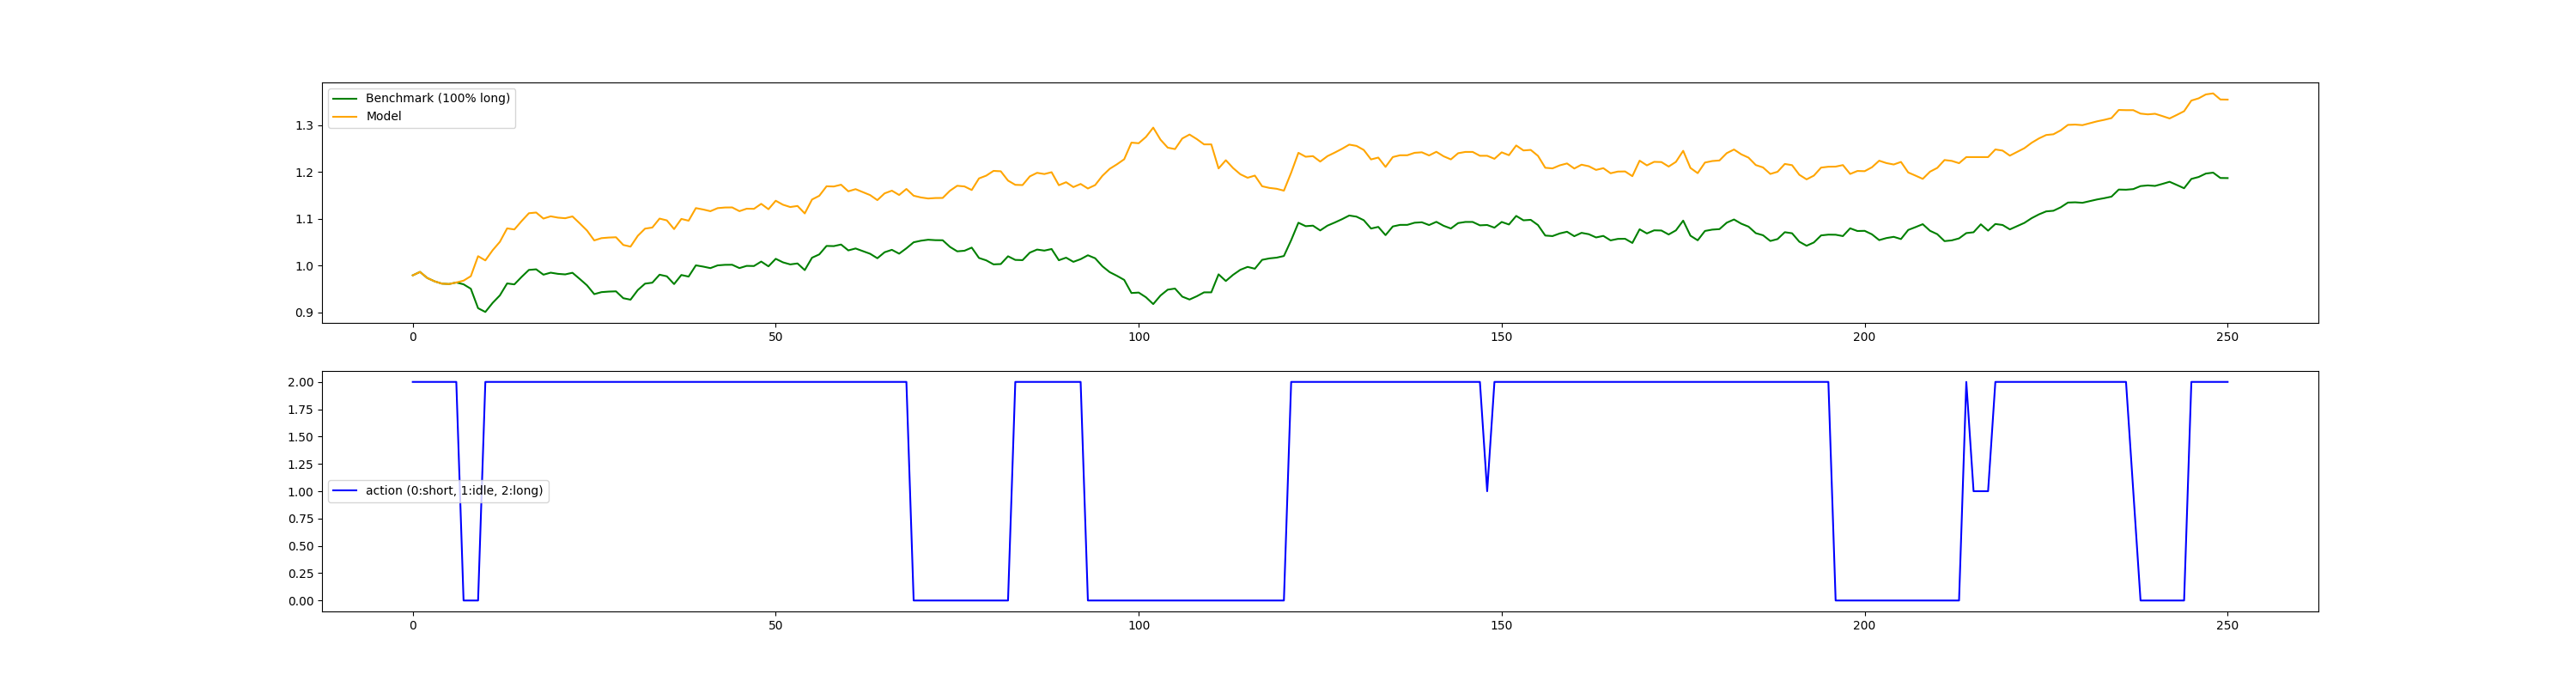 Benchmark (100% long)
Model
1.3
1.2
1.1
1.0
0.9
0 50 100 150 200 250
2.00
1.75
1.50
1.25
1.00
0.75
0.50
0.25
0.00
action (0:short, 1:idle, 2:long)
0 50 100 150 200 250